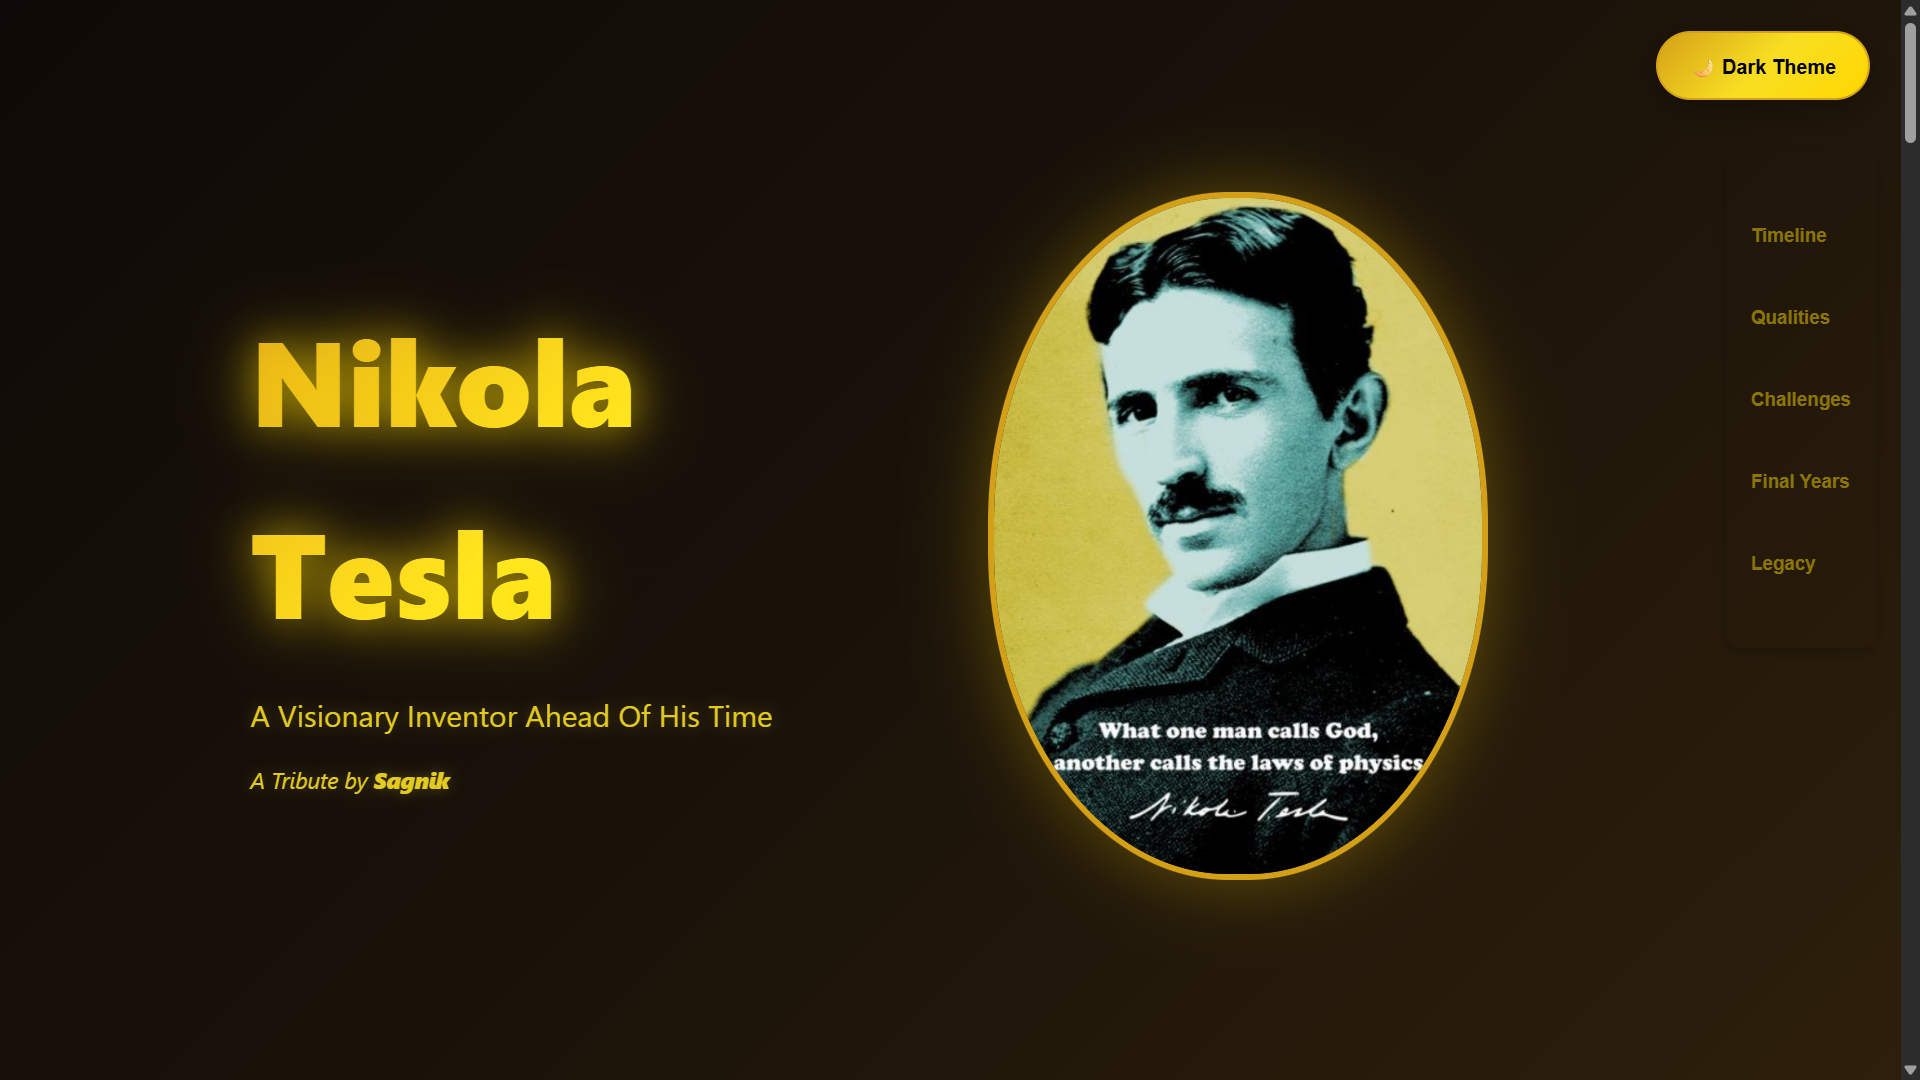 🌙 Dark Theme
Timeline
Qualities
Challenges
Final Years
Legacy
Nikola
Tesla
A Visionary Inventor Ahead Of His Time
A Tribute by Sagnik
What one man calls God,
another calls the laws of physics
Nikola Tesla